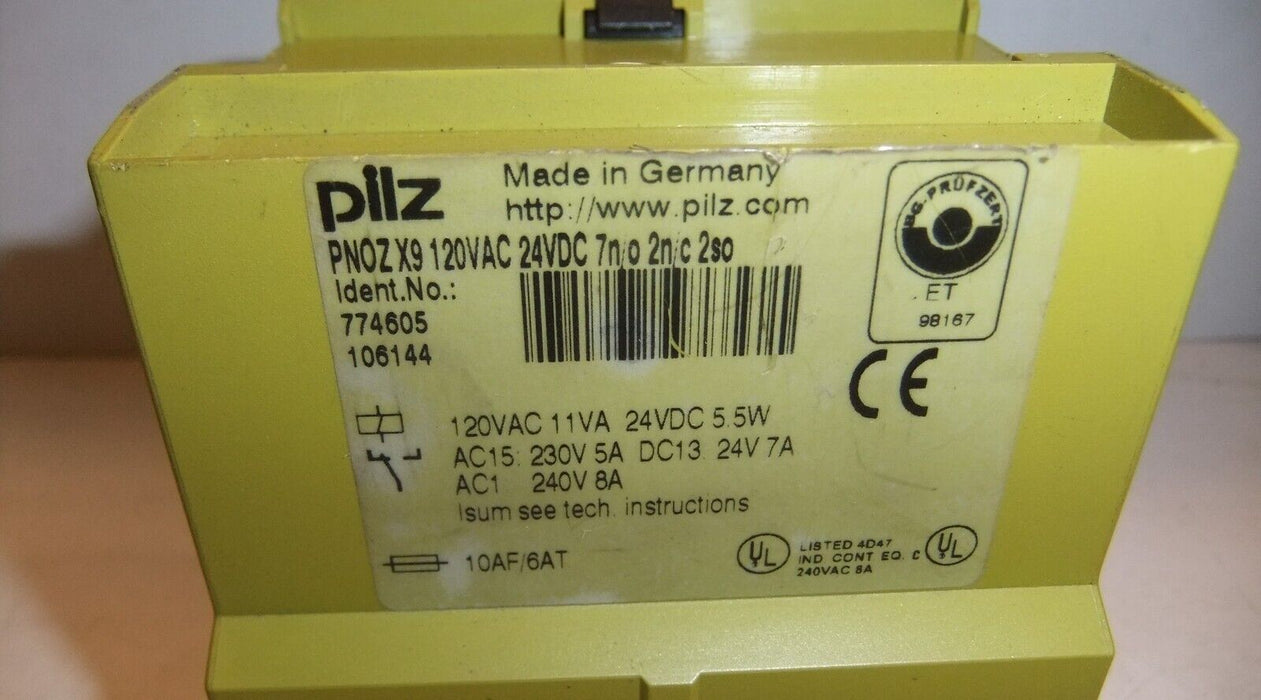 pilz
Made in Germany
http://www.pilz.com
PNOZ X9 120VAC 24VDC 7n/o 2n/c 2so
Ident.No.:
774605
106144
BG-PRÜFZERT
ET
98167
CE
120VAC 11VA 24VDC 5.5W
AC15: 230V 5A DC13: 24V 7A
AC1 240V 8A
Isum see tech. instructions
10AF/6AT
UL
LISTED 4D47
IND CONT EQ.
240VAC 8A
C UL